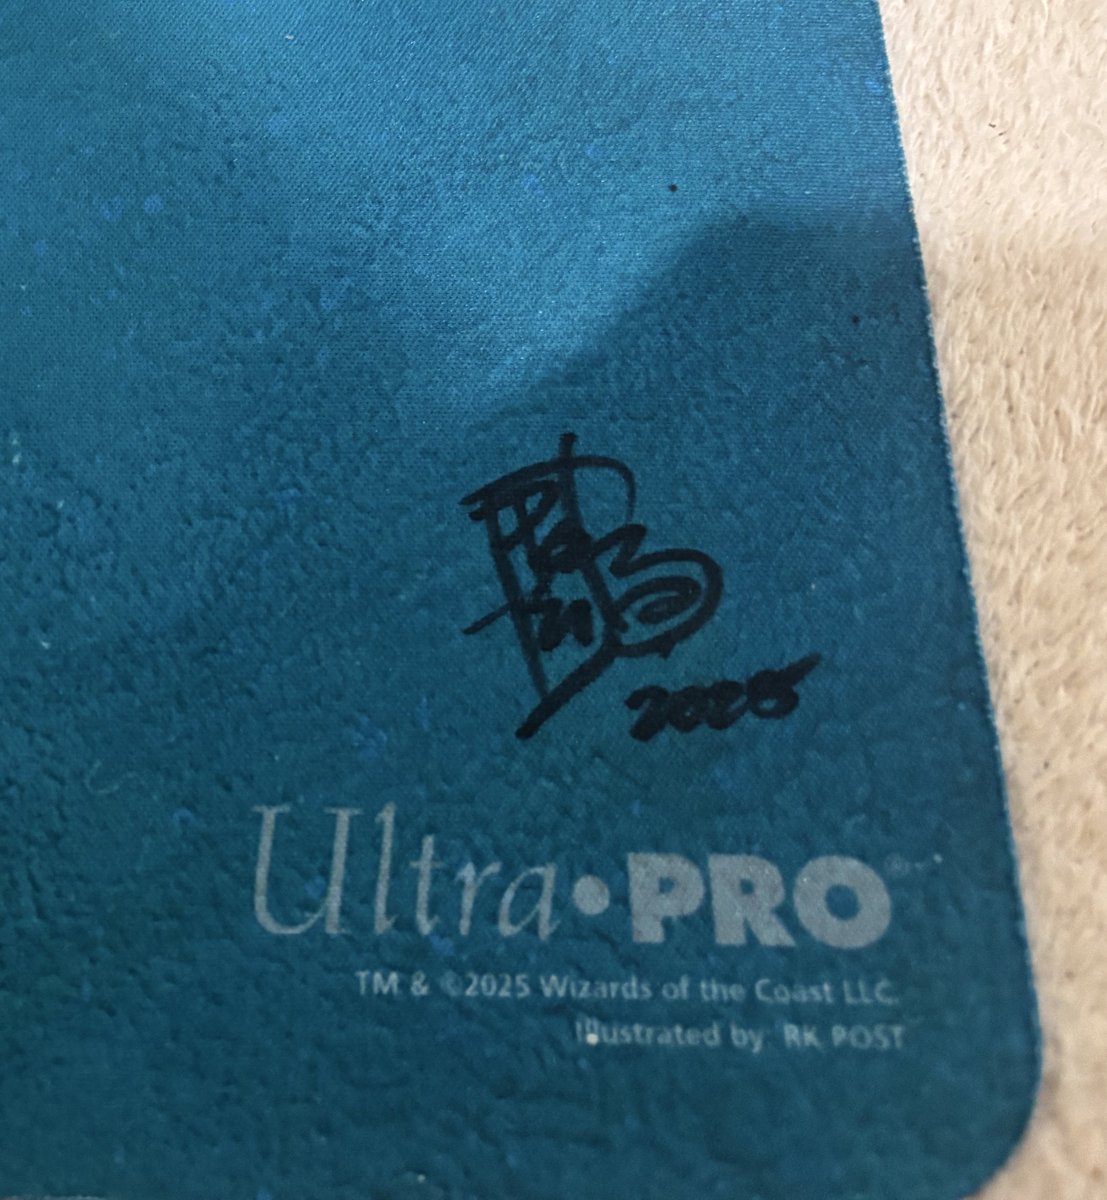 2025
Ultra•PRO®
TM & ©2025 Wizards of the Coast LLC.
Illustrated by: RK POST